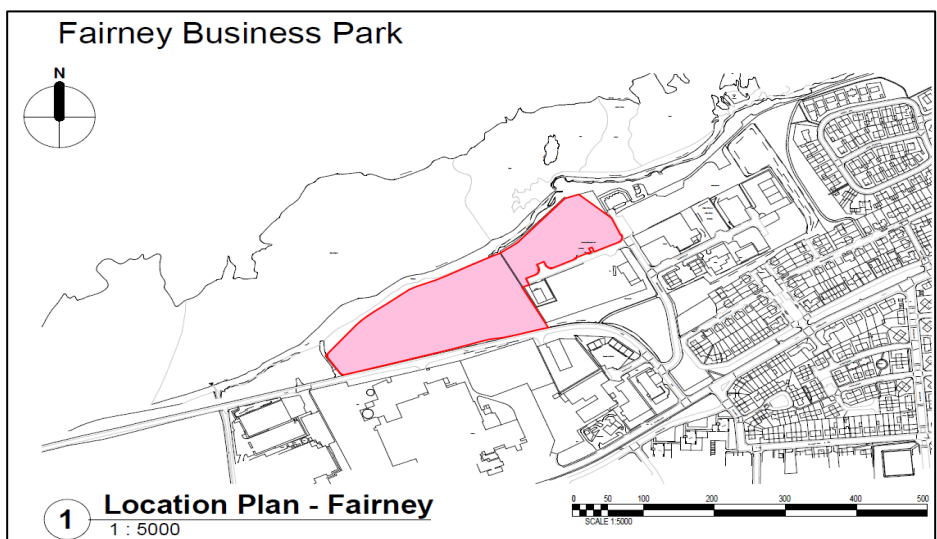 Fairney Business Park
N
1
Location Plan - Fairney
1 : 5000
0 50 100 200 300 400 500
SCALE 1:5000